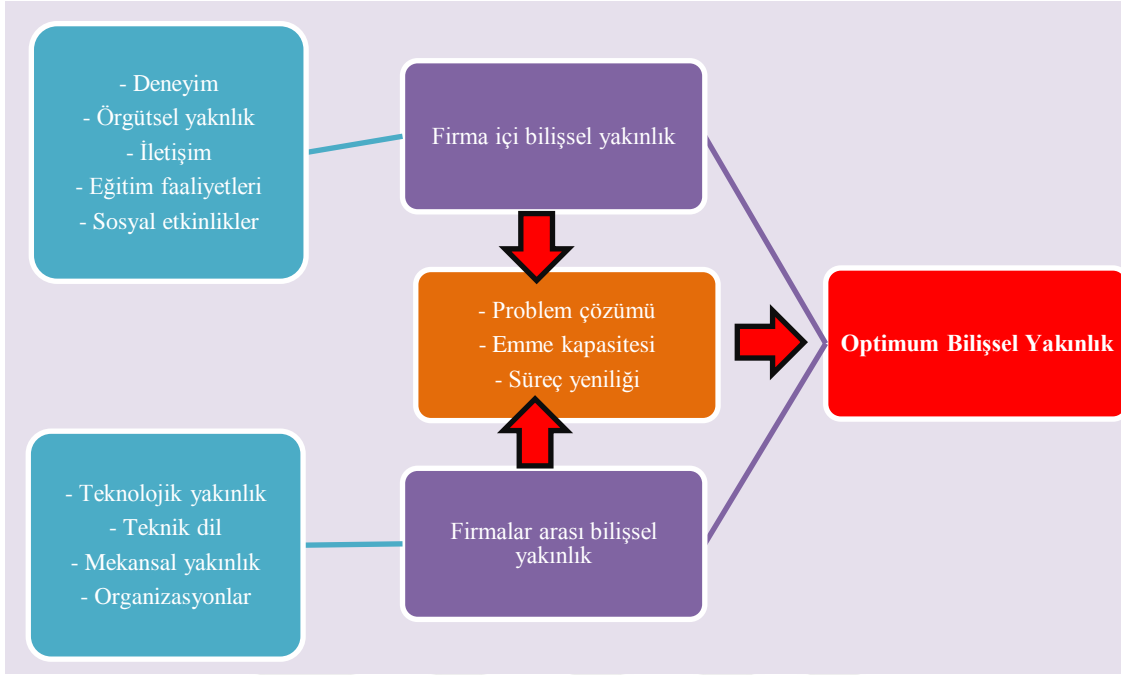 - Deneyim
- Örgütsel yaknlık
- İletişim
- Eğitim faaliyetleri
- Sosyal etkinlikler
Firma içi bilişsel yakınlık
- Problem çözümü
- Emme kapasitesi
- Süreç yeniliği
Optimum Bilişsel Yakınlık
- Teknolojik yakınlık
- Teknik dil
- Mekansal yakınlık
- Organizasyonlar
Firmalar arası bilişsel
yakınlık